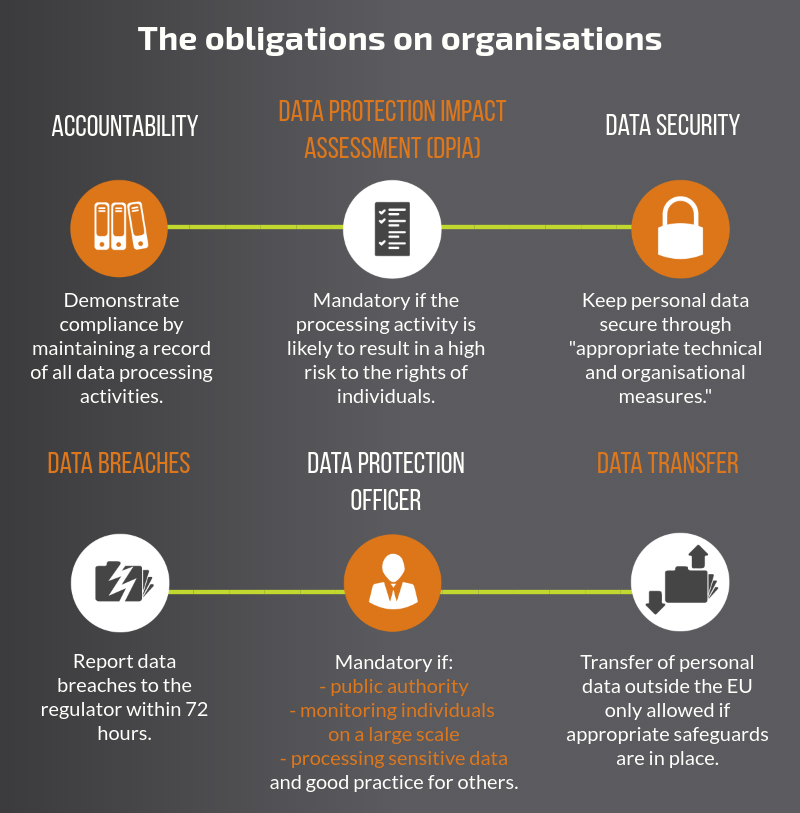 The obligations on organisations
ACCOUNTABILITY
Demonstrate
compliance by
maintaining a record
of all data processing
activities.
DATA PROTECTION IMPACT
ASSESSMENT (DPIA)
Mandatory if the
processing activity is
likely to result in a high
risk to the rights of
individuals.
DATA SECURITY
Keep personal data
secure through
"appropriate technical
and organisational
measures."
DATA BREACHES
Report data
breaches to the
regulator within 72
hours.
DATA PROTECTION
OFFICER
Mandatory if:
- public authority
- monitoring individuals
on a large scale
- processing sensitive data
and good practice for others.
DATA TRANSFER
Transfer of personal
data outside the EU
only allowed if
appropriate safeguards
are in place.